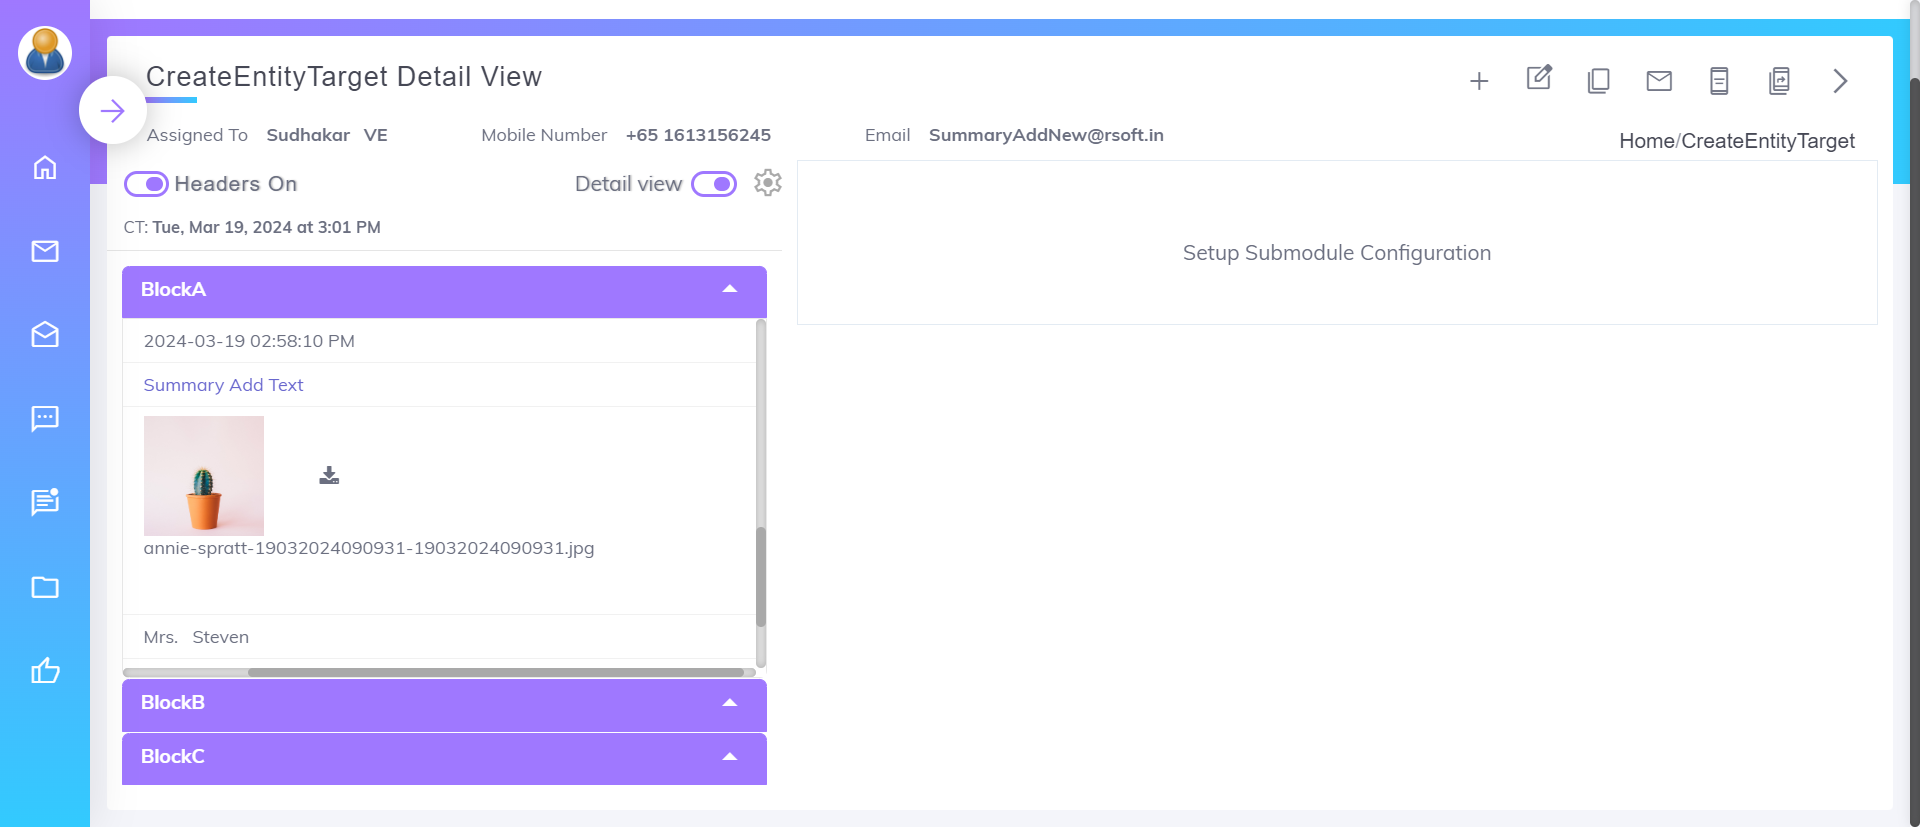 CreateEntityTarget Detail View
Assigned To Sudhakar VE Mobile Number +65 1613156245 Email SummaryAddNew@rsoft.in
Home/CreateEntityTarget
Headers On Detail view
CT: Tue, Mar 19, 2024 at 3:01 PM
Setup Submodule Configuration
BlockA
2024-03-19 02:58:10 PM
Summary Add Text
annie-spratt-19032024090931-19032024090931.jpg
Mrs. Steven
BlockB
BlockC